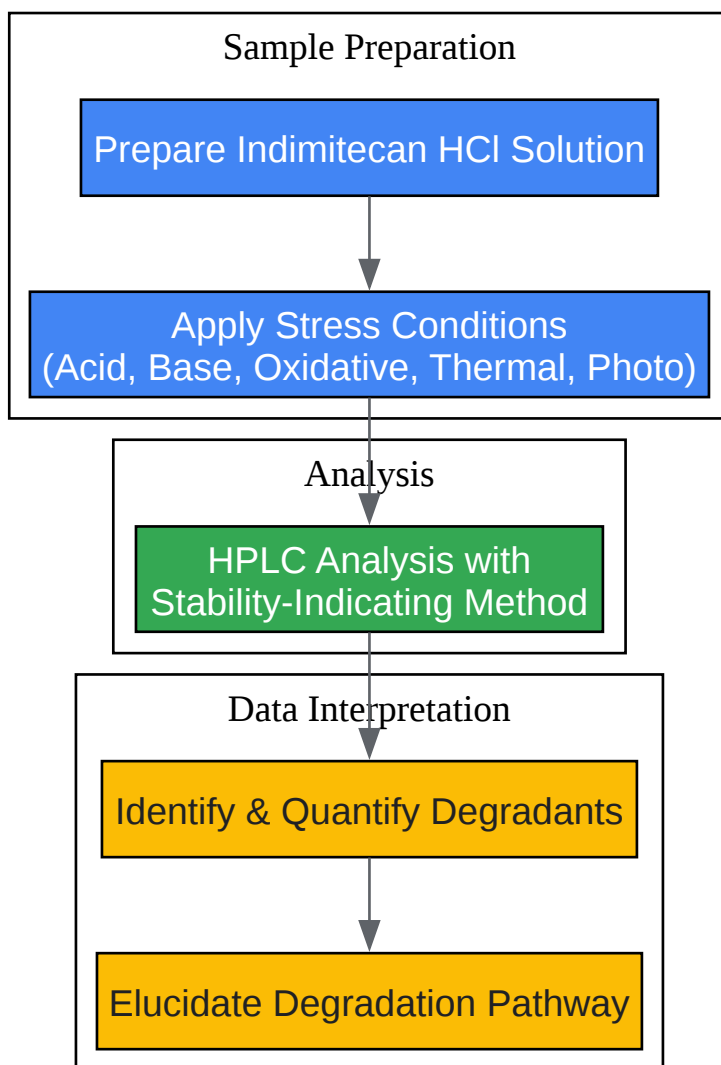 Sample Preparation
Prepare Indimitecan HCl Solution
Apply Stress Conditions
(Acid, Base, Oxidative, Thermal, Photo)
Analysis
HPLC Analysis with
Stability-Indicating Method
Data Interpretation
Identify & Quantify Degradants
Elucidate Degradation Pathway